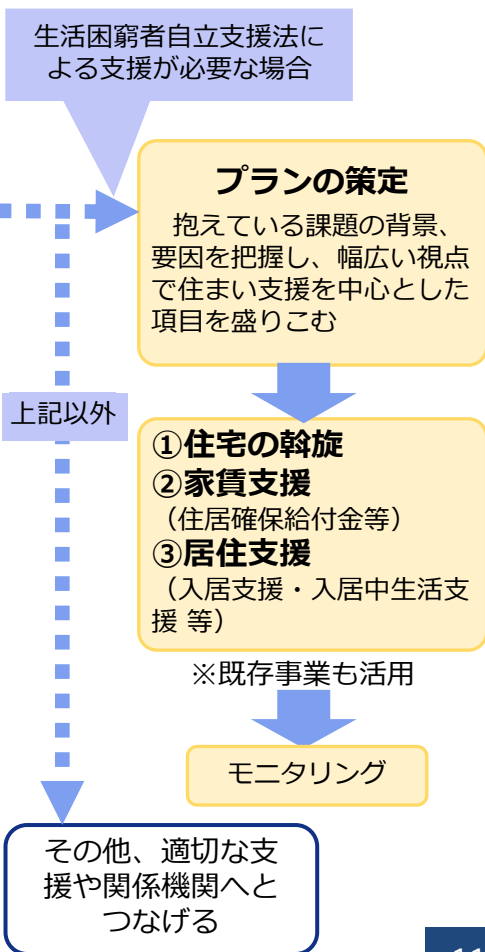 生活困窮者自立支援法に
よる支援が必要な場合
プランの策定
抱えている課題の背景、
要因を把握し、幅広い視点
で住まい支援を中心とした
項目を盛りこむ
上記以外
①住宅の斡旋
②家賃支援
（住居確保給付金等）
③居住支援
（入居支援・入居中生活支
援 等）
※既存事業も活用
モニタリング
その他、適切な支
援や関係機関へと
つなげる